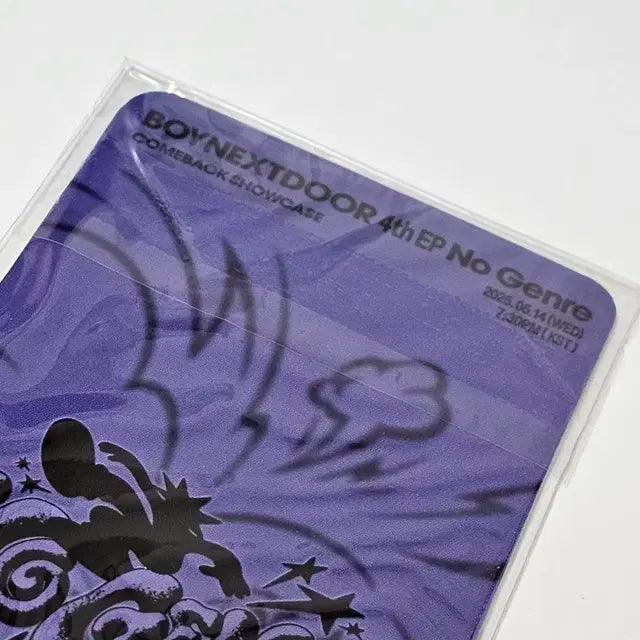 BOYNEXTDOOR 4th EP No Genre
COMEBACK SHOWCASE
2025. 05. 14 (WED)
7:30PM (KST)